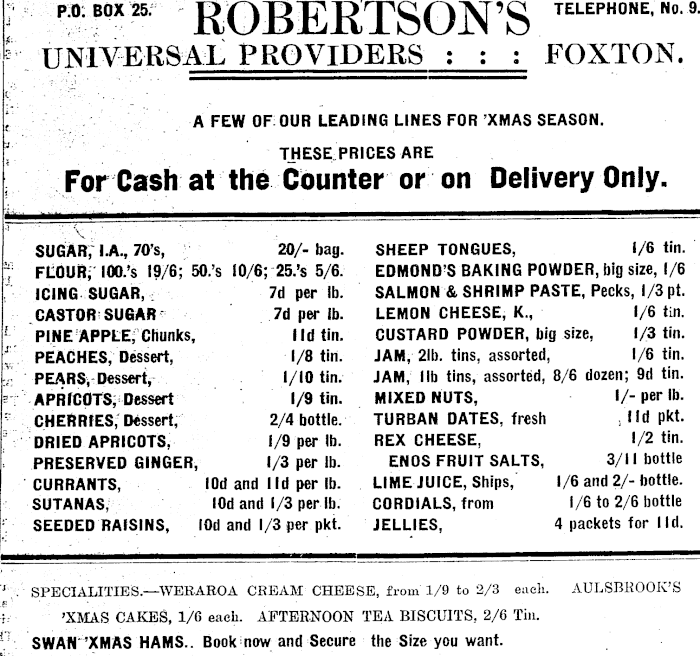 P.O. BOX 25.
ROBERTSON'S
TELEPHONE, No. 9.
UNIVERSAL PROVIDERS : : : FOXTON.
A FEW OF OUR LEADING LINES FOR 'XMAS SEASON.
THESE PRICES ARE
For Cash at the Counter or on Delivery Only.
SUGAR, I.A., 70's, 20/- bag.
FLOUR, 100.'s 19/6; 50.'s 10/6; 25.'s 5/6.
ICING SUGAR, 7d per lb.
CASTOR SUGAR 7d per lb.
PINE APPLE, Chunks, 11d tin.
PEACHES, Dessert, 1/8 tin.
PEARS, Dessert, 1/10 tin.
APRICOTS, Dessert 1/9 tin.
CHERRIES, Dessert, 2/4 bottle.
DRIED APRICOTS, 1/9 per lb.
PRESERVED GINGER, 1/3 per lb.
CURRANTS, 10d and 11d per lb.
SUTANAS, 10d and 1/3 per lb.
SEEDED RAISINS, 10d and 1/3 per pkt.
SHEEP TONGUES, 1/6 tin.
EDMOND'S BAKING POWDER, big size, 1/6
SALMON & SHRIMP PASTE, Pecks, 1/3 pt.
LEMON CHEESE, K., 1/6 tin.
CUSTARD POWDER, big size, 1/3 tin.
JAM, 2lb. tins, assorted, 1/6 tin.
JAM, 1lb tins, assorted, 8/6 dozen; 9d tin.
MIXED NUTS, 1/- per lb.
TURBAN DATES, fresh 11d pkt.
REX CHEESE, 1/2 tin.
ENOS FRUIT SALTS, 3/11 bottle
LIME JUICE, Ships, 1/6 and 2/- bottle.
CORDIALS, from 1/6 to 2/6 bottle
JELLIES, 4 packets for 11d.
SPECIALITIES.—WERAROA CREAM CHEESE, from 1/9 to 2/3 each. AULSBROOK'S
'XMAS CAKES, 1/6 each. AFTERNOON TEA BISCUITS, 2/6 Tin.
SWAN 'XMAS HAMS.. Book now and Secure the Size you want.